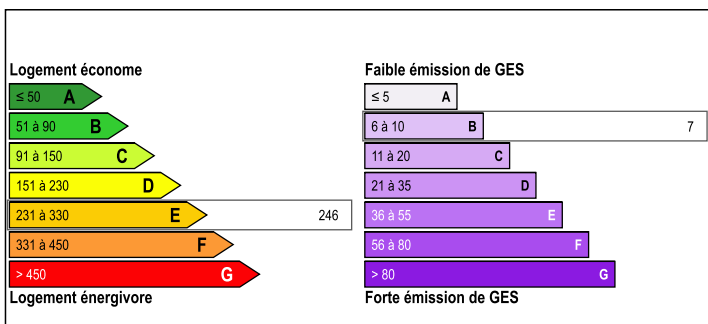 Logement économe
≤ 50 A
51 à 90 B
91 à 150 C
151 à 230 D
231 à 330 E 246
331 à 450 F
> 450 G
Logement énergivore
Faible émission de GES
≤ 5 A
6 à 10 B 7
11 à 20 C
21 à 35 D
36 à 55 E
56 à 80 F
> 80 G
Forte émission de GES